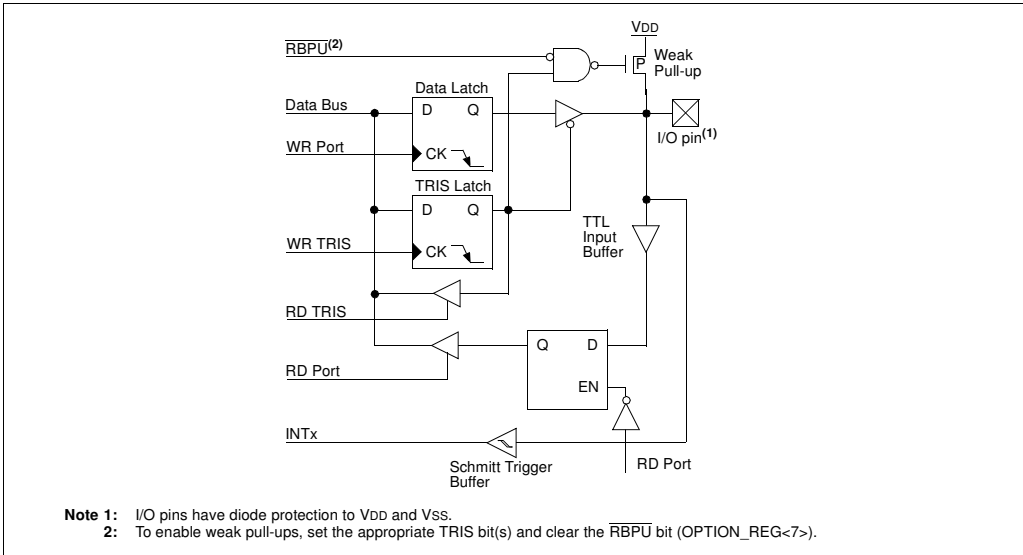 VDD
RBPU(2)
Weak
Pull-up
P
Data Latch
Data Bus
D Q
I/O pin(1)
WR Port
CK
TRIS Latch
D Q
TTL
Input
Buffer
WR TRIS
CK
RD TRIS
Q D
RD Port
EN
INTx
Schmitt Trigger
Buffer
RD Port
Note 1: I/O pins have diode protection to VDD and VSS.
2: To enable weak pull-ups, set the appropriate TRIS bit(s) and clear the RBPU bit (OPTION_REG<7>).